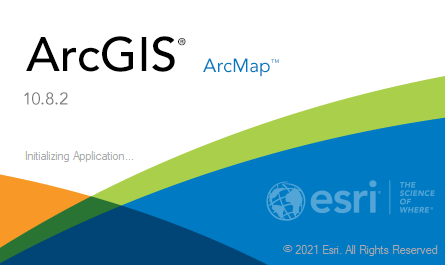 ArcGIS® ArcMap™
10.8.2
Initializing Application...
esri® THE
SCIENCE
OF
WHERE®
© 2021 Esri. All Rights Reserved